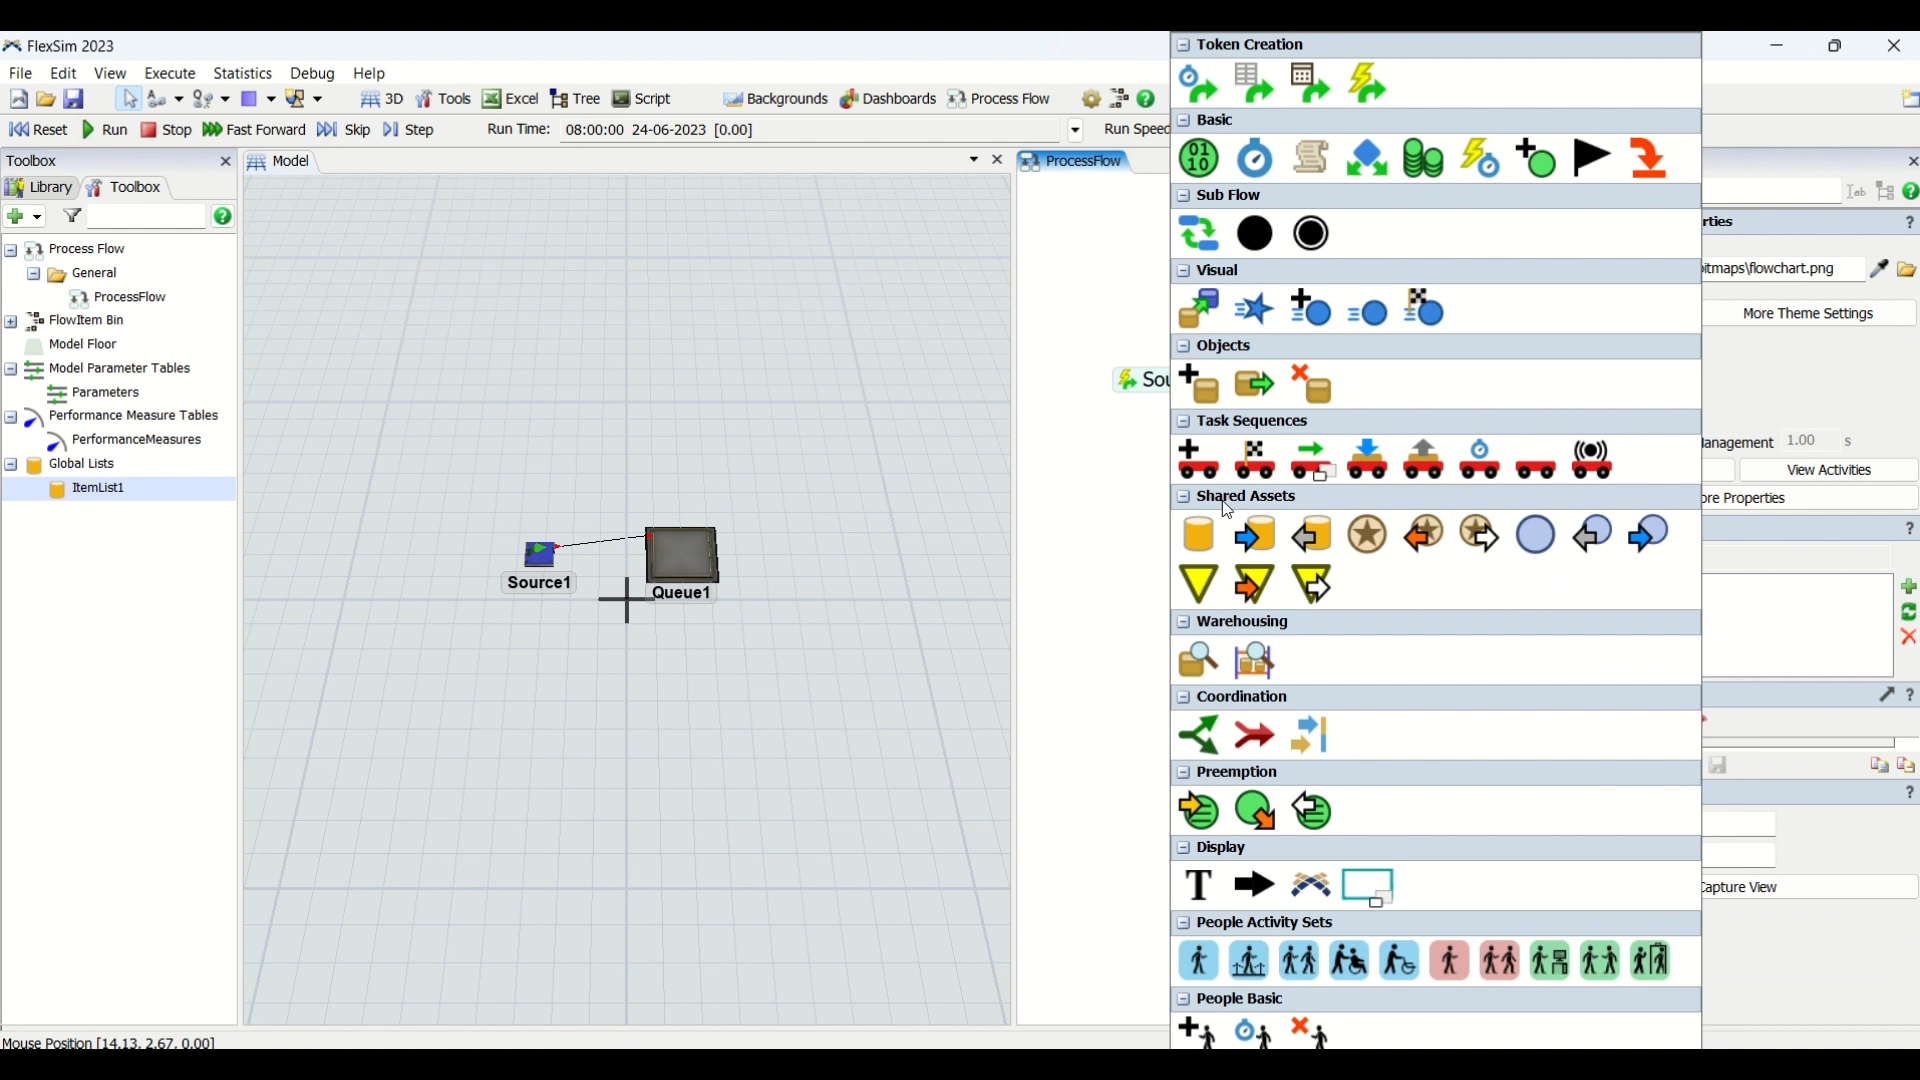 FlexSim 2023
File Edit View Execute Statistics Debug Help
3D Tools Excel Tree Script Backgrounds Dashboards Process Flow
Reset Run Stop Fast Forward Skip Step Run Time: 08:00:00 24-06-2023 [0.00] Run Speed
Toolbox
Library Toolbox
Process Flow
General
ProcessFlow
FlowItem Bin
Model Floor
Model Parameter Tables
Parameters
Performance Measure Tables
PerformanceMeasures
Global Lists
ItemList1
Model
Source1
Queue1
ProcessFlow
Sou
Token Creation
Basic
Sub Flow
Visual
Objects
Task Sequences
Shared Assets
Warehousing
Coordination
Preemption
Display
T
People Activity Sets
People Basic
rties
itmaps\flowchart.png
More Theme Settings
lanagement 1.00 s
View Activities
ore Properties
Capture View
Mouse Position [14.13, 2.67, 0.00]